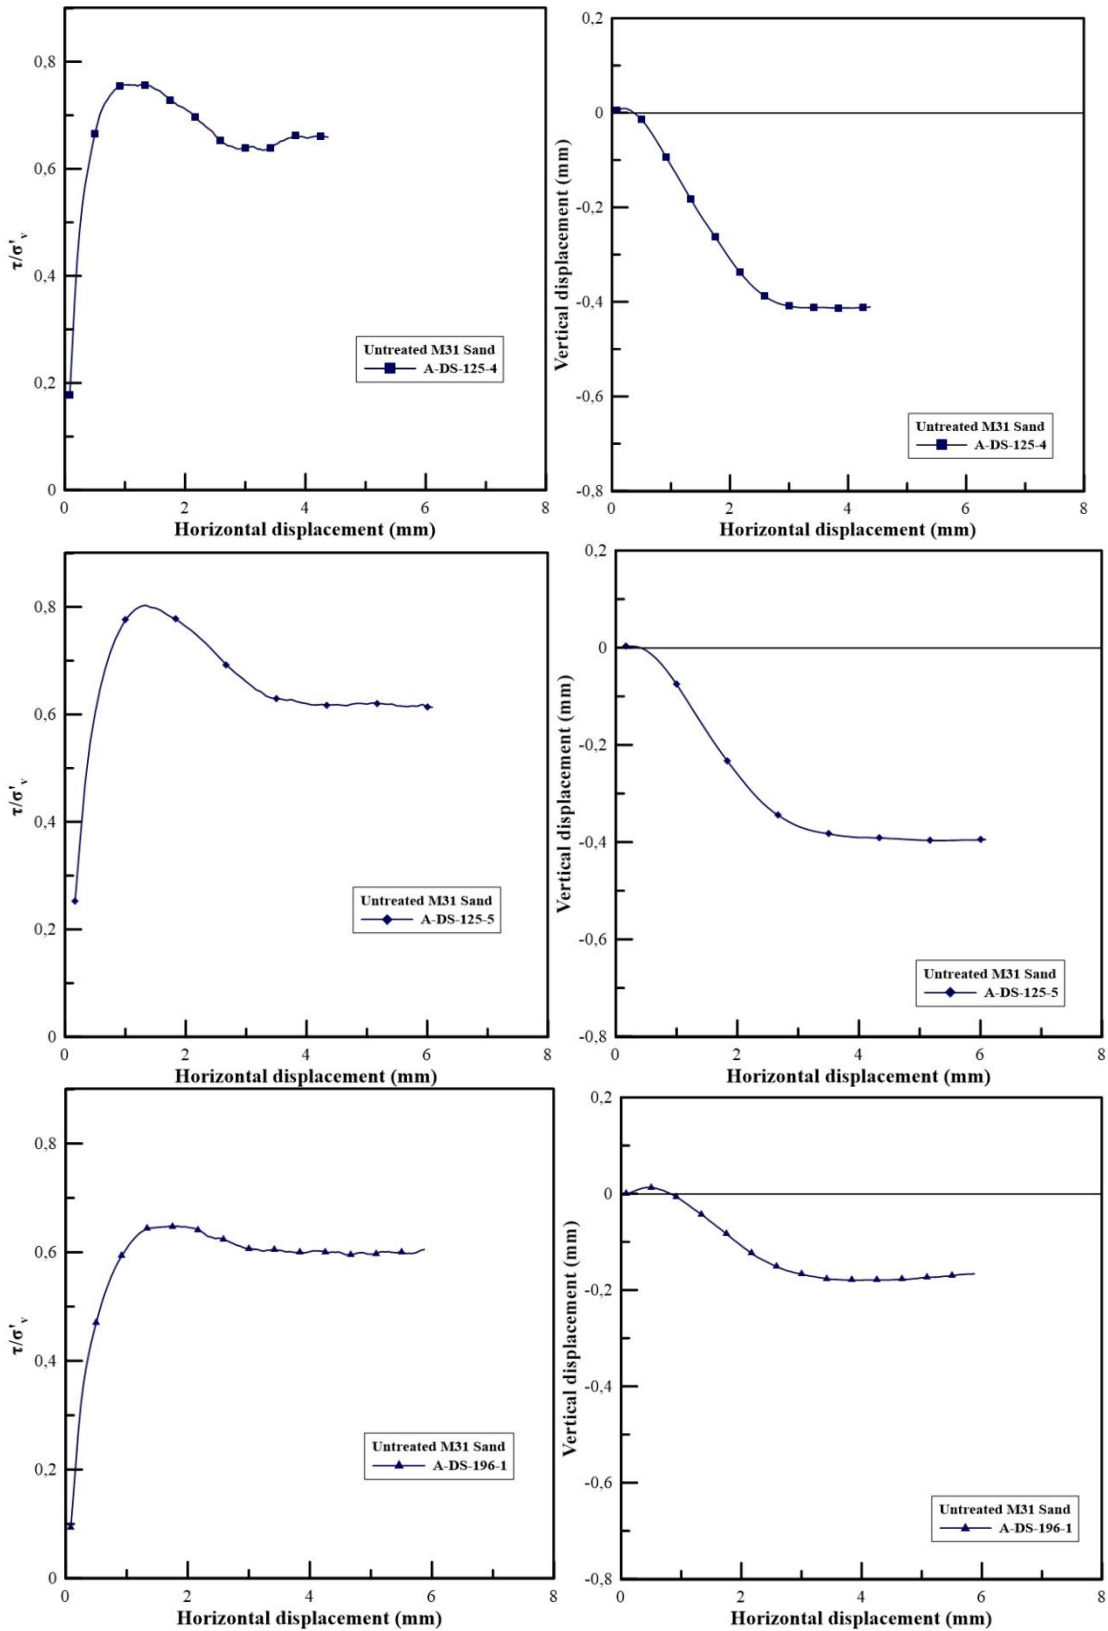 0,8
0,6
0,4
0,2
0
τ/σ'v
0 2 4 6 8
Horizontal displacement (mm)
Untreated M31 Sand
A-DS-125-4
0,2
0
-0,2
-0,4
-0,6
-0,8
Vertical displacement (mm)
0 2 4 6 8
Horizontal displacement (mm)
Untreated M31 Sand
A-DS-125-4
0,8
0,6
0,4
0,2
0
τ/σ'v
0 2 4 6 8
Horizontal displacement (mm)
Untreated M31 Sand
A-DS-125-5
0,2
0
-0,2
-0,4
-0,6
-0,8
Vertical displacement (mm)
0 2 4 6 8
Horizontal displacement (mm)
Untreated M31 Sand
A-DS-125-5
0,8
0,6
0,4
0,2
0
τ/σ'v
0 2 4 6 8
Horizontal displacement (mm)
Untreated M31 Sand
A-DS-196-1
0,2
0
-0,2
-0,4
-0,6
-0,8
Vertical displacement (mm)
0 2 4 6 8
Horizontal displacement (mm)
Untreated M31 Sand
A-DS-196-1